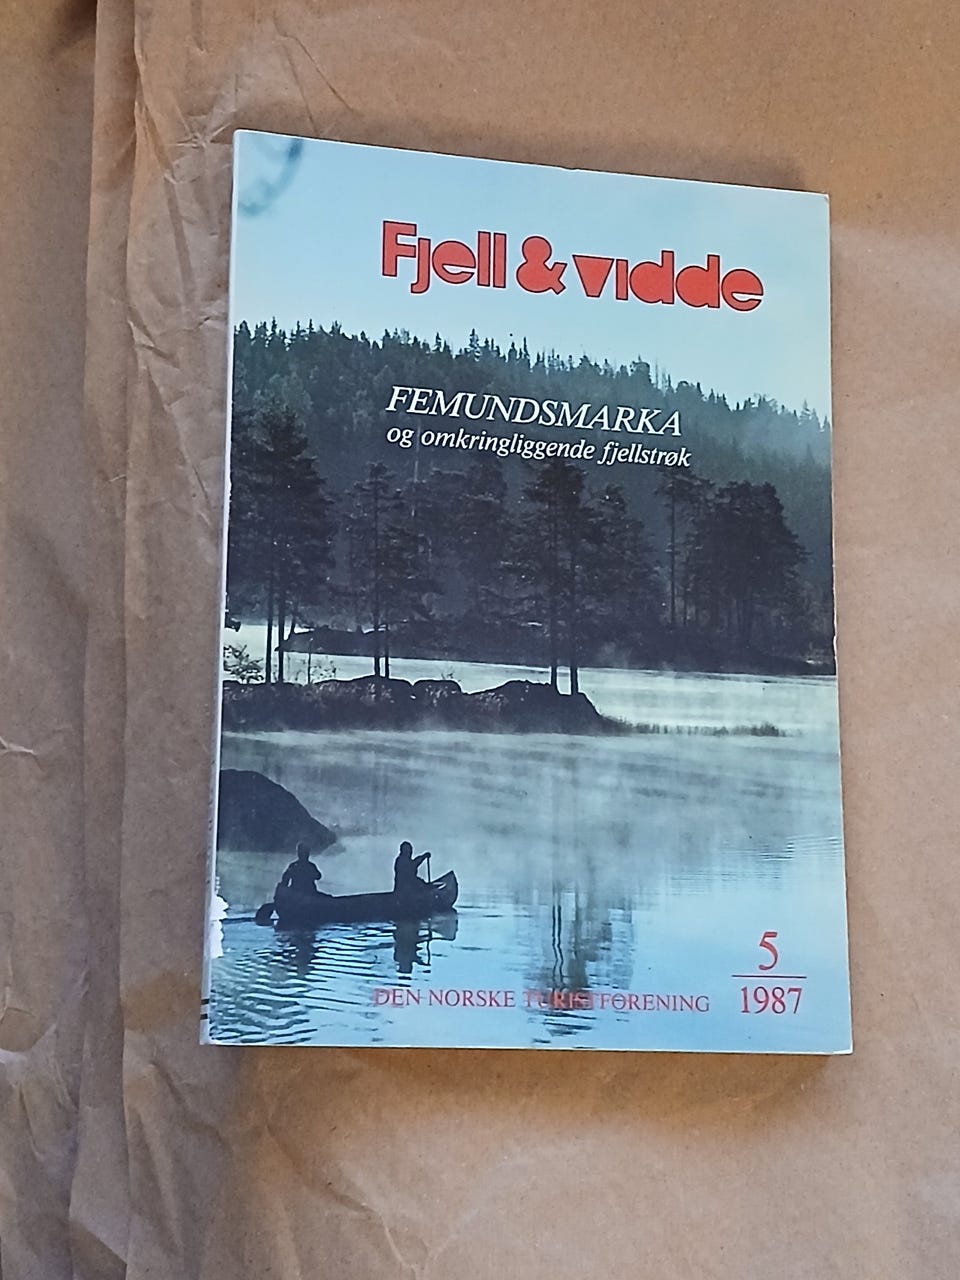 Fjell & vidde
FEMUNDSMARKA
og omkringliggende fjellstrøk
5
1987
DEN NORSKE TURISTFORENING